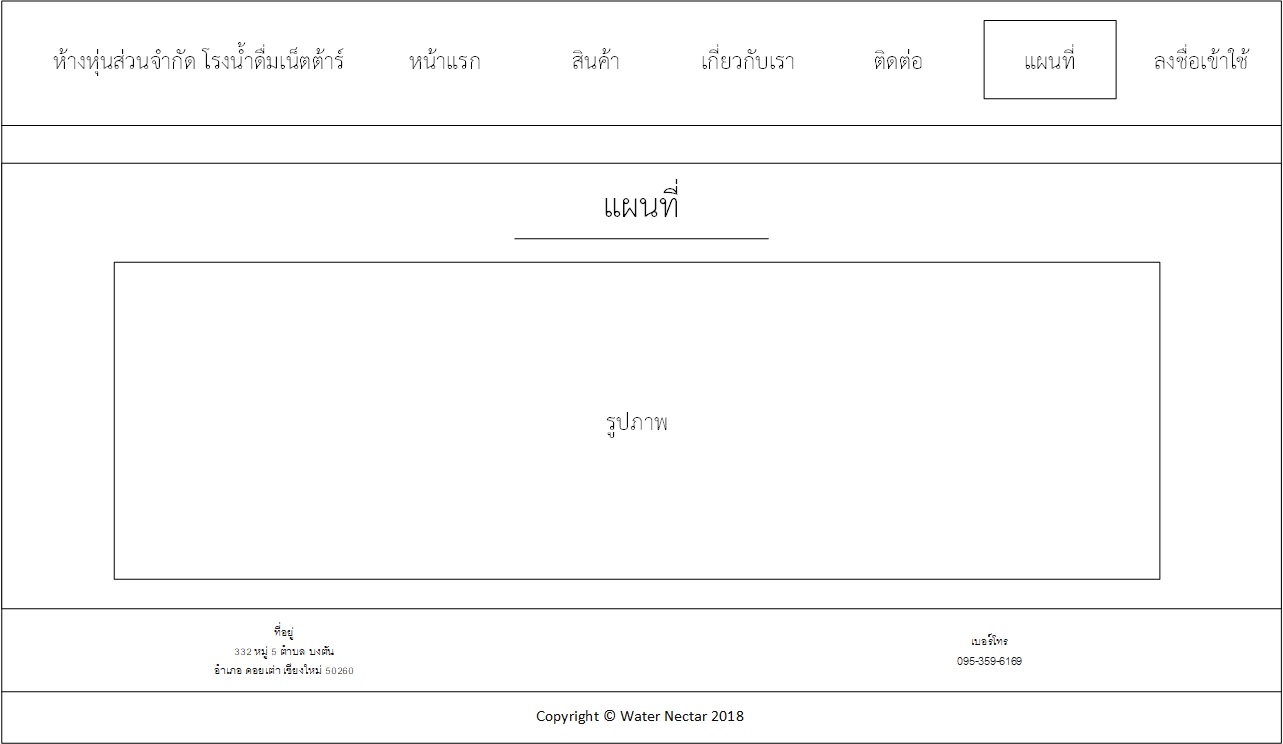 ห้างหุ่นส่วนจำกัด โรงน้ำดื่มเน็ตต้าร์ หน้าแรก สินค้า เกี่ยวกับเรา ติดต่อ แผนที่ ลงชื่อเข้าใช้
แผนที่
รูปภาพ
ที่อยู่
332 หมู่ 5 ตำบล บงตัน
อำเภอ ดอยเต่า เชียงใหม่ 50260
เบอร์โทร
095-359-6169
Copyright © Water Nectar 2018